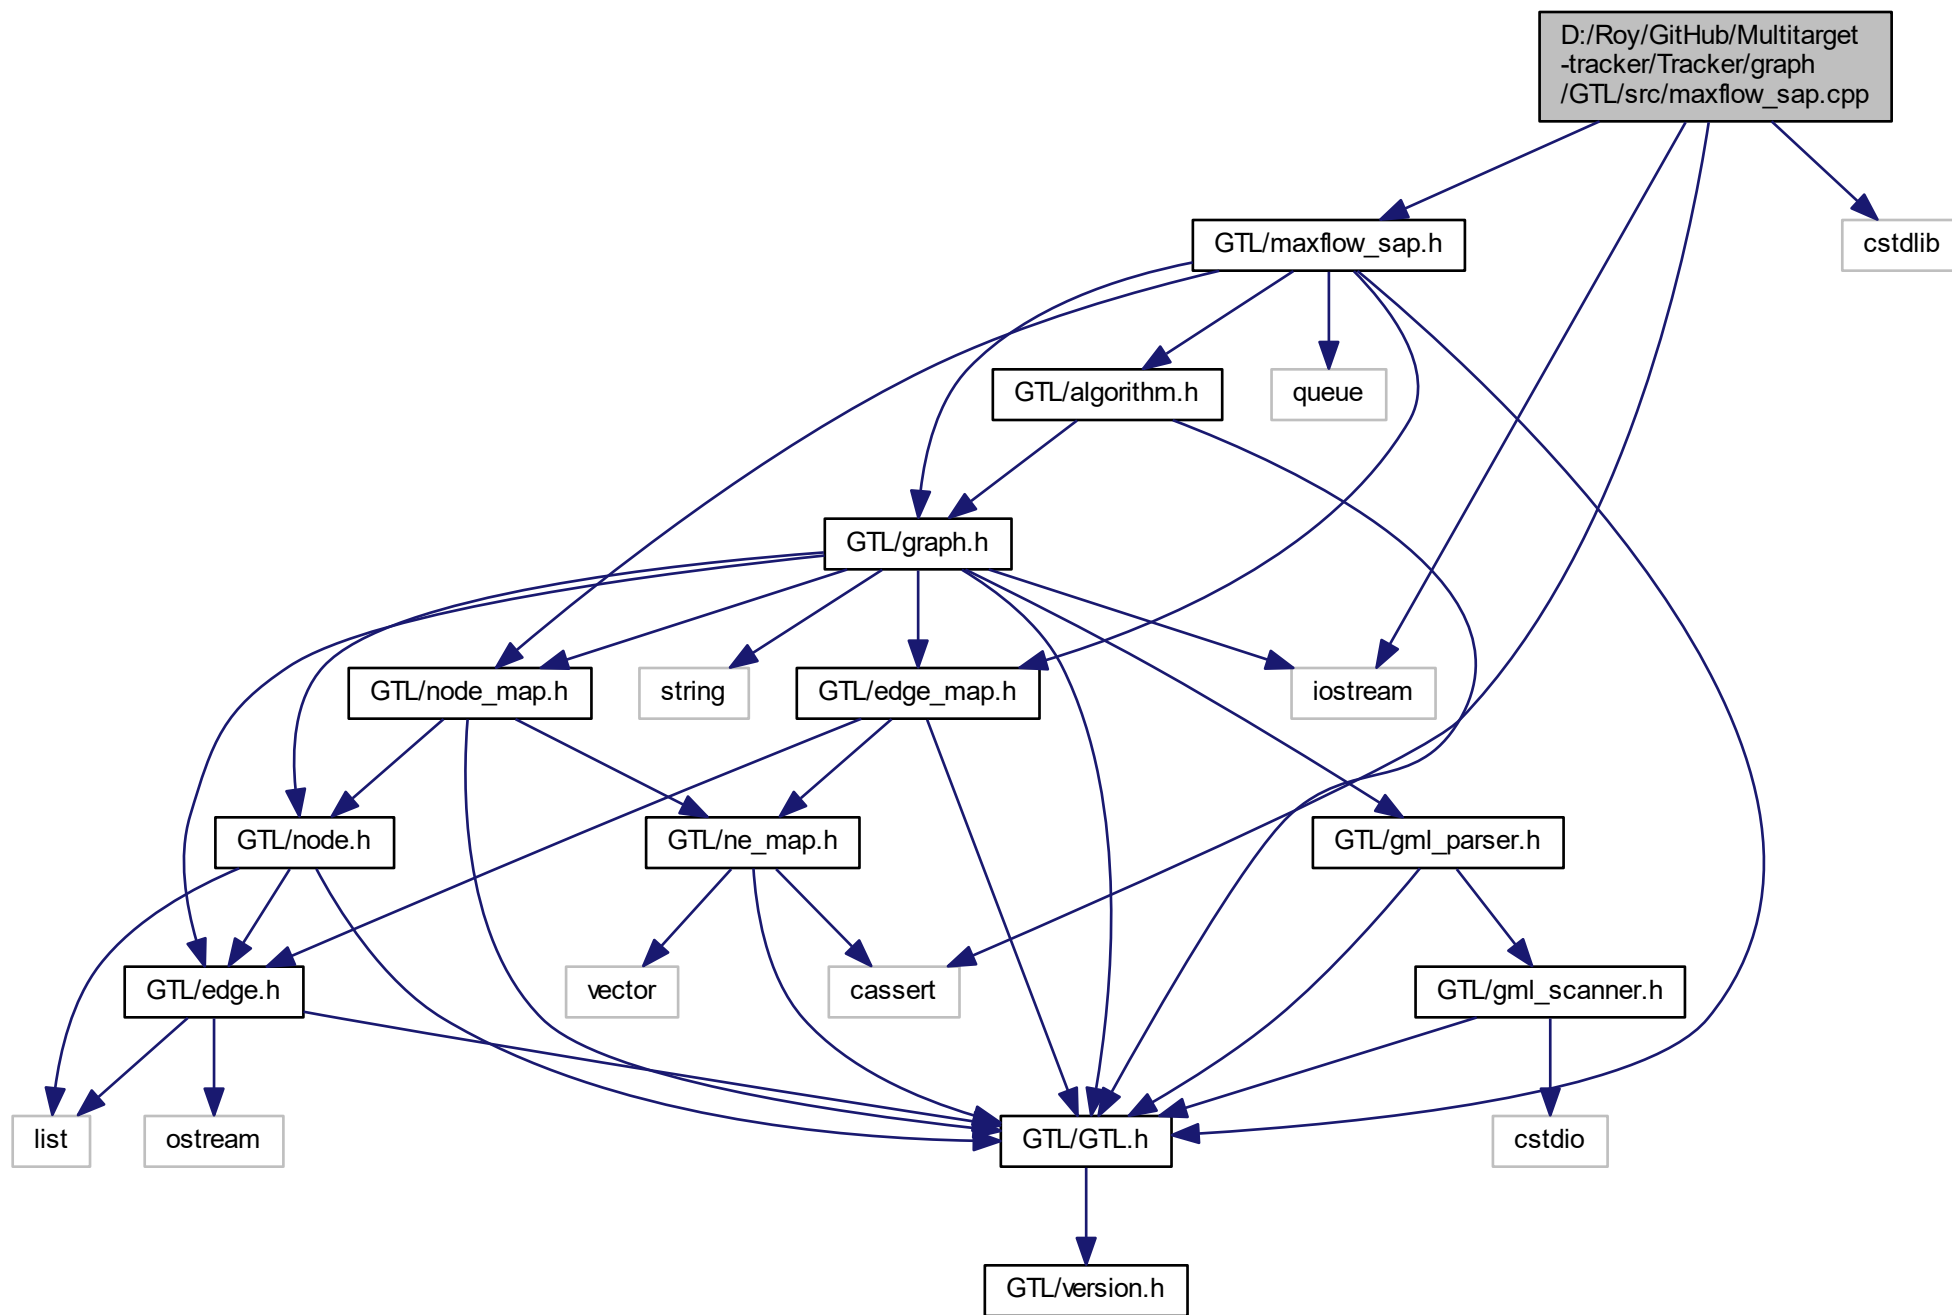 D:/Roy/GitHub/Multitarget
-tracker/Tracker/graph
/GTL/src/maxflow_sap.cpp
GTL/maxflow_sap.h
cstdlib
GTL/algorithm.h
queue
GTL/graph.h
GTL/node_map.h
string
GTL/edge_map.h
iostream
GTL/node.h
GTL/ne_map.h
GTL/gml_parser.h
GTL/edge.h
vector
cassert
GTL/gml_scanner.h
list
ostream
GTL/GTL.h
cstdio
GTL/version.h